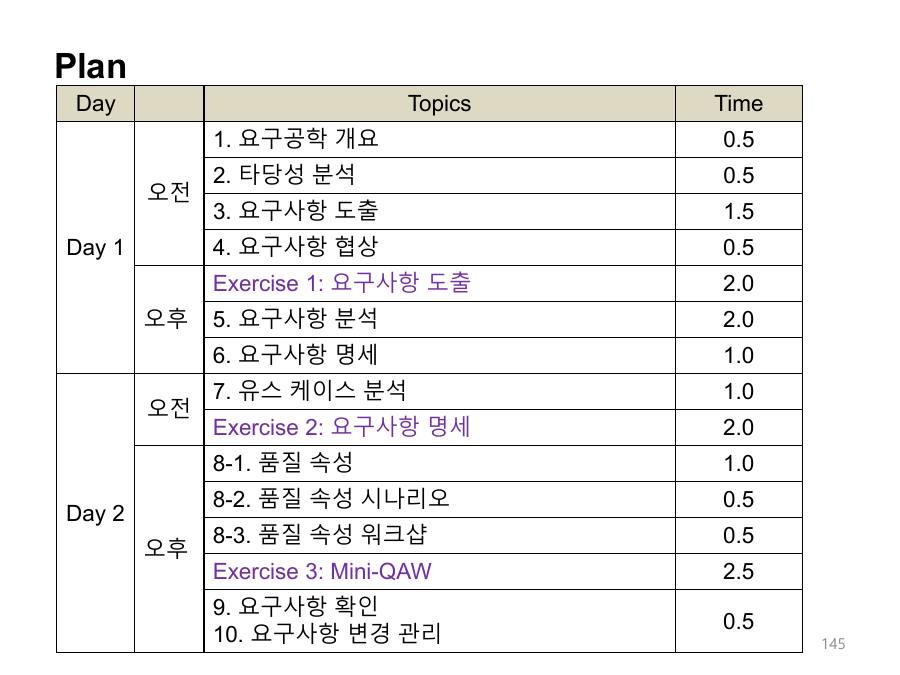 Plan
Day Topics Time
Day 1 오전 1. 요구공학 개요 0.5
2. 타당성 분석 0.5
3. 요구사항 도출 1.5
4. 요구사항 협상 0.5
오후 Exercise 1: 요구사항 도출 2.0
5. 요구사항 분석 2.0
6. 요구사항 명세 1.0
Day 2 오전 7. 유스 케이스 분석 1.0
Exercise 2: 요구사항 명세 2.0
오후 8-1. 품질 속성 1.0
8-2. 품질 속성 시나리오 0.5
8-3. 품질 속성 워크샵 0.5
Exercise 3: Mini-QAW 2.5
9. 요구사항 확인
10. 요구사항 변경 관리 0.5
145